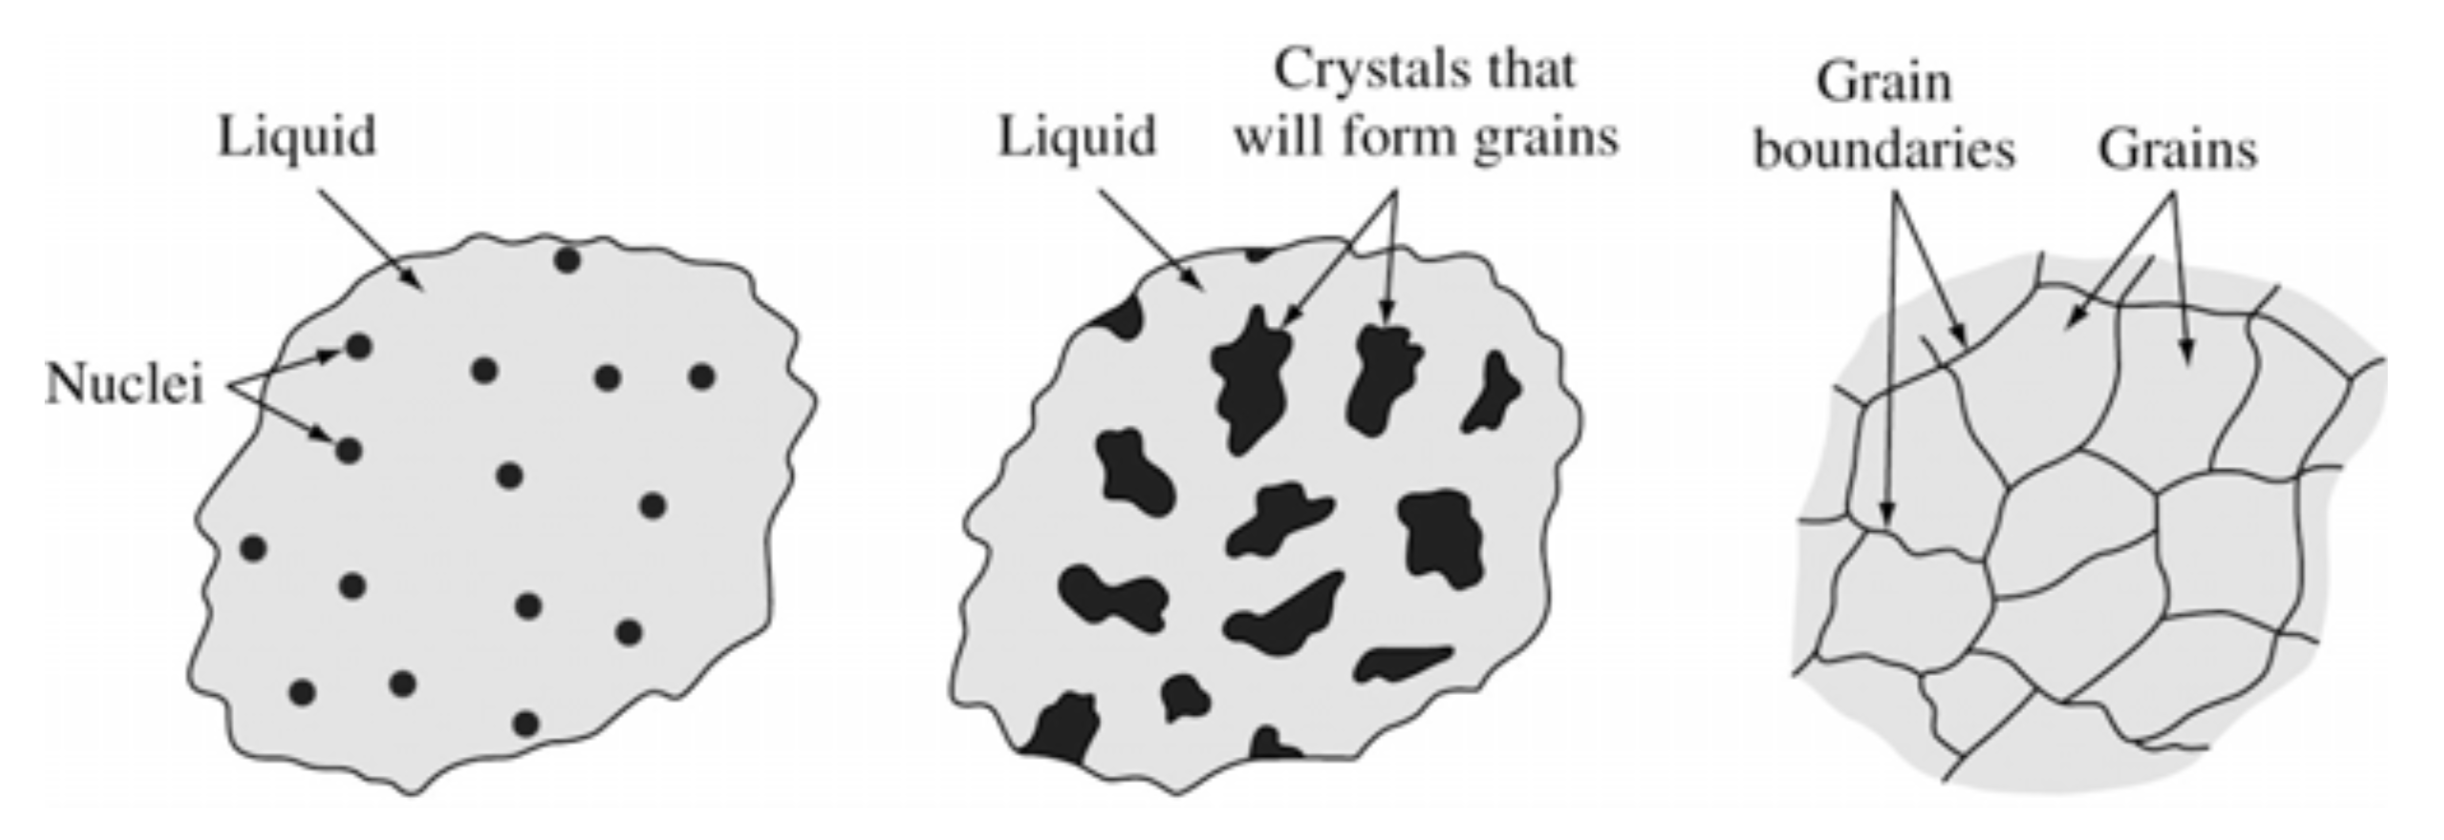 Liquid
Nuclei
Liquid
Crystals that
will form grains
Grain
boundaries
Grains